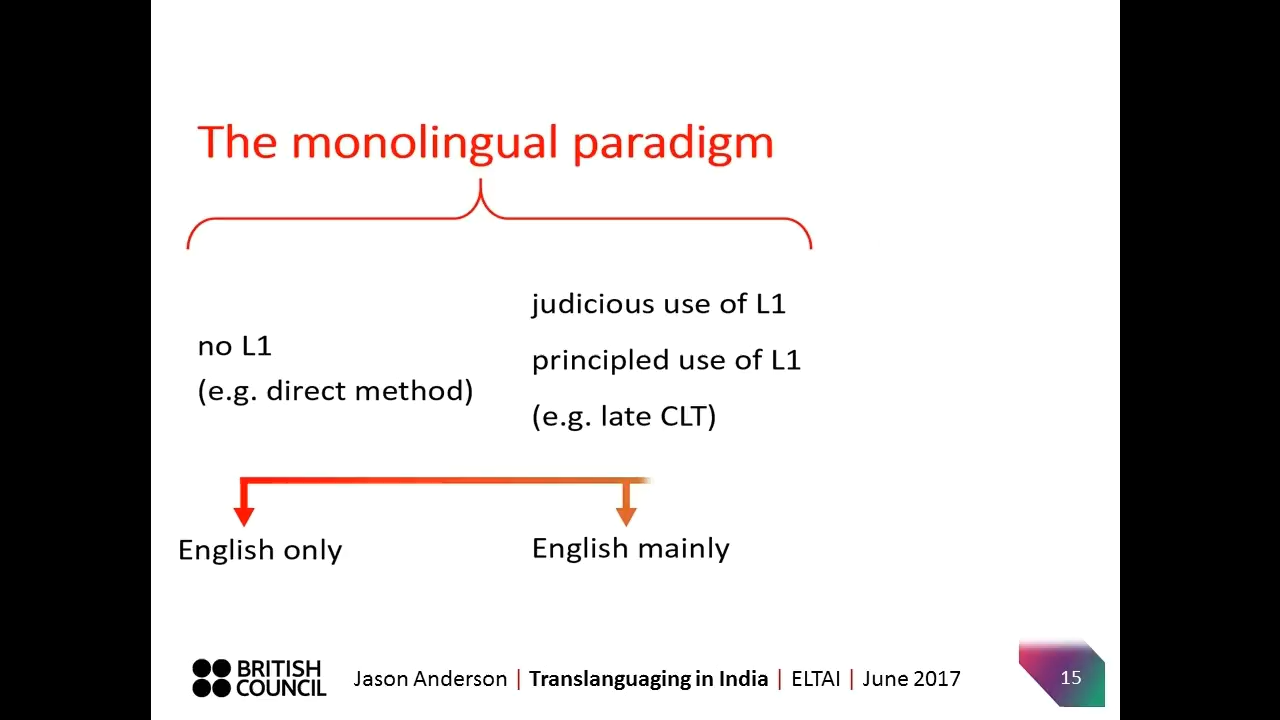 The monolingual paradigm
no L1
(e.g. direct method)
judicious use of L1
principled use of L1
(e.g. late CLT)
English only
English mainly
BRITISH
COUNCIL
Jason Anderson | Translanguaging in India | ELTAI | June 2017
15